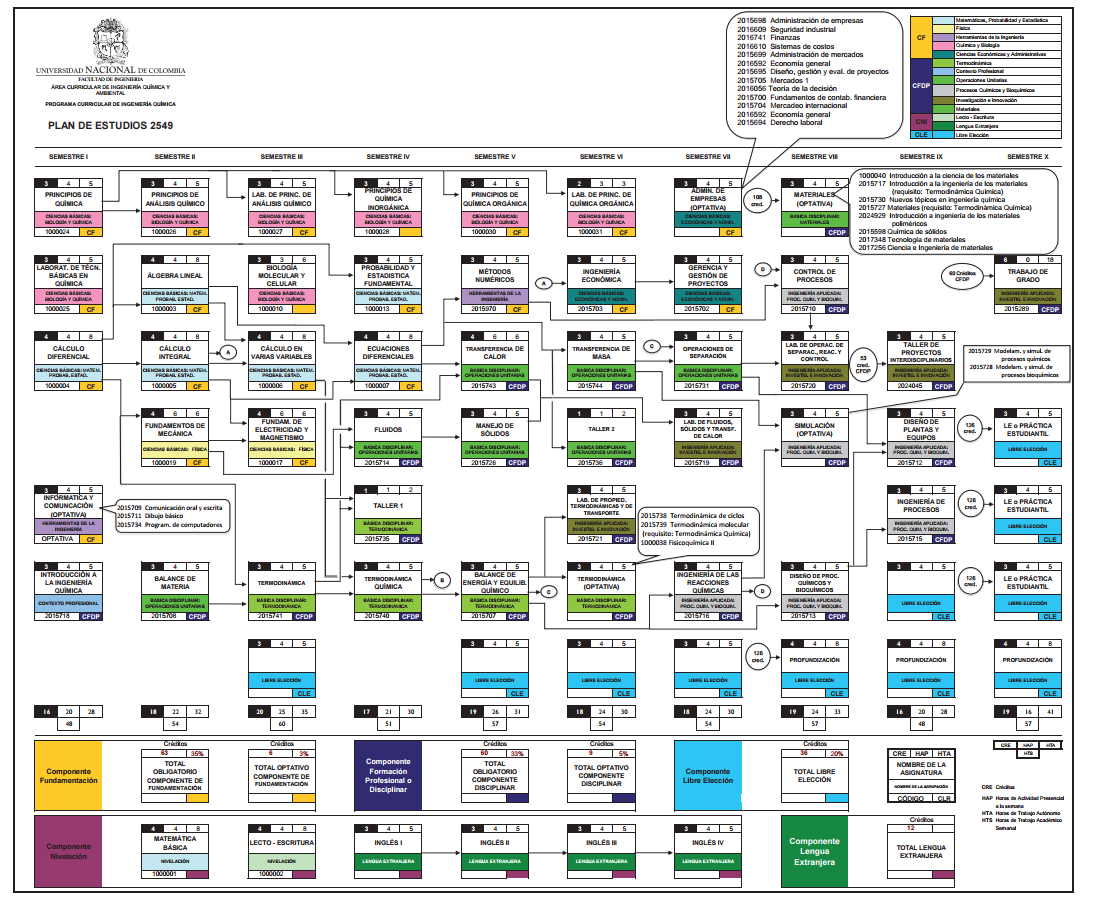 UNIVERSIDAD NACIONAL DE COLOMBIA
FACULTAD DE INGENIERIA
ÁREA CURRICULAR DE INGENIERÍA QUÍMICA Y
AMBIENTAL
PROGRAMA CURRICULAR DE INGENIERÍA QUÍMICA
PLAN DE ESTUDIOS 2549
2015698 Administración de empresas
2016609 Seguridad industrial
2016741 Finanzas
2016610 Sistemas de costos
2015699 Administración de mercados
2016592 Economía general
2015695 Diseño, gestión y eval. de proyectos
2015705 Mercados 1
2016056 Teoría de la decisión
2015700 Fundamentos de contab. financiera
2015704 Mercadeo internacional
2016592 Economía general
2015694 Derecho laboral
CF
CFDP
CNI
CLE
Matemáticas, Probabilidad y Estadística
Física
Herramientas de la Ingeniería
Química y Biología
Ciencias Económicas y Administrativas
Termodinámica
Contexto Profesional
Operaciones Unitarias
Procesos Químicos y Bioquímicos
Investigación e Innovación
Materiales
Lecto - Escritura
Lengua Extranjera
Libre Elección
SEMESTRE I SEMESTRE II SEMESTRE III SEMESTRE IV SEMESTRE V SEMESTRE VI SEMESTRE VII SEMESTRE VIII SEMESTRE IX SEMESTRE X
3 4 5
PRINCIPIOS DE
QUÍMICA
CIENCIAS BÁSICAS:
BIOLOGÍA Y QUÍMICA
1000024 CF
3 4 5
PRINCIPIOS DE
ANÁLISIS QUÍMICO
CIENCIAS BÁSICAS:
BIOLOGÍA Y QUÍMICA
1000026 CF
3 4 5
LAB. DE PRINC. DE
ANÁLISIS QUÍMICO
CIENCIAS BÁSICAS:
BIOLOGÍA Y QUÍMICA
1000027 CF
3 4 5
PRINCIPIOS DE
QUÍMICA
INORGÁNICA
CIENCIAS BÁSICAS:
BIOLOGÍA Y QUÍMICA
1000028 CF
3 4 5
PRINCIPIOS DE
QUÍMICA ORGÁNICA
CIENCIAS BÁSICAS:
BIOLOGÍA Y QUÍMICA
1000030 CF
2 3 3
LAB. DE PRINC. DE
QUÍMICA ORGÁNICA
CIENCIAS BÁSICAS:
BIOLOGÍA Y QUÍMICA
1000031 CF
3 4 5
ADMIN. DE
EMPRESAS
(OPTATIVA)
CIENCIAS BÁSICAS:
ECONÓMICAS Y ADMIN.
CF
108
cred.
3 4 5
MATERIALES
(OPTATIVA)
BASICA DISCIPLINAR:
MATERIALES
CFDP
1000040 Introducción a la ciencia de los materiales
2015717 Introducción a la ingeniería de los materiales
(requisito: Termodinámica Química)
2015730 Nuevos tópicos en ingeniería química
2015727 Materiales (requisito: Termodinámica Química)
2024929 Introducción a ingeniería de los materiales
poliméricos
2015598 Química de sólidos
2017348 Tecnología de materiales
2017256 Ciencia e Ingeniería de materiales
3 4 5
LABORAT. DE TÉCN.
BÁSICAS EN
QUÍMICA
CIENCIAS BÁSICAS:
BIOLOGÍA Y QUÍMICA
1000025 CF
4 4 8
ÁLGEBRA LINEAL
CIENCIAS BÁSICAS: MATEM.
PROBAB. ESTAD.
1000003 CF
3 3 6
BIOLOGÍA
MOLECULAR Y
CELULAR
CIENCIAS BÁSICAS:
BIOLOGÍA Y QUÍMICA
1000010 CF
3 4 5
PROBABILIDAD Y
ESTADISTICA
FUNDAMENTAL
CIENCIAS BÁSICAS: MATEM.
PROBAB. ESTAD.
1000013 CF
3 4 5
MÉTODOS
NUMÉRICOS
HERRAMIENTAS DE LA
INGENIERÍA
2015970 CF
A
3 4 5
INGENIERÍA
ECONÓMICA
CIENCIAS BÁSICAS:
ECONÓMICAS Y ADMIN.
2015703 CF
3 4 5
GERENCIA Y
GESTIÓN DE
PROYECTOS
CIENCIAS BÁSICAS:
ECONÓMICAS Y ADMIN.
2015702 CF
D
3 4 5
CONTROL DE
PROCESOS
INGENIERÍA APLICADA:
PROC. QUIM. Y BIOQUIM.
2015710 CFDP
60 Créditos
CFDP
6 0 18
TRABAJO DE
GRADO
INGENIERÍA APLICADA:
INVESTIG. E INNOVACIÓN
2015289 CFDP
4 4 8
CÁLCULO
DIFERENCIAL
CIENCIAS BÁSICAS: MATEM.
PROBAB. ESTAD.
1000004 CF
4 4 8
CÁLCULO
INTEGRAL
CIENCIAS BÁSICAS: MATEM.
PROBAB. ESTAD.
1000005 CF
A
4 4 8
CÁLCULO EN
VARIAS VARIABLES
CIENCIAS BÁSICAS: MATEM.
PROBAB. ESTAD.
1000006 CF
4 4 8
ECUACIONES
DIFERENCIALES
CIENCIAS BÁSICAS: MATEM.
PROBAB. ESTAD.
1000007 CF
3 4 5
TRANSFERENCIA DE
CALOR
BÁSICA DISCIPLINAR:
OPERACIONES UNITARIAS
2015743 CFDP
3 4 5
TRANSFERENCIA DE
MASA
BÁSICA DISCIPLINAR:
OPERACIONES UNITARIAS
2015744 CFDP
C
3 4 5
OPERACIONES DE
SEPARACIÓN
BÁSICA DISCIPLINAR:
OPERACIONES UNITARIAS
2015731 CFDP
3 4 5
LAB. DE OPERAC. DE
SEPARAC., REAC. Y
CONTROL
INGENIERÍA APLICADA:
INVESTIG. E INNOVACIÓN
2015720 CFDP
53
cred.
CFDP
3 4 5
TALLER DE
PROYECTOS
INTERDISCIPLINARIOS
INGENIERÍA APLICADA:
INVESTIG. E INNOVACIÓN
2024045 CFDP
2015729 Modelam. y simul. de
procesos químicos
2015728 Modelam. y simul. de
procesos bioquímicos
4 6 6
FUNDAMENTOS DE
MECÁNICA
CIENCIAS BÁSICAS: FÍSICA
1000019 CF
4 6 6
FUNDAM. DE
ELECTRICIDAD Y
MAGNETISMO
CIENCIAS BÁSICAS: FÍSICA
1000017 CF
3 4 5
FLUIDOS
BÁSICA DISCIPLINAR:
OPERACIONES UNITARIAS
2015714 CFDP
3 4 5
MANEJO DE
SÓLIDOS
BÁSICA DISCIPLINAR:
OPERACIONES UNITARIAS
2015726 CFDP
1 1 2
TALLER 2
BÁSICA DISCIPLINAR:
OPERACIONES UNITARIAS
2015736 CFDP
3 4 5
LAB. DE FLUIDOS,
SÓLIDOS Y TRANSF.
DE CALOR
INGENIERÍA APLICADA:
INVESTIG. E INNOVACIÓN
2015719 CFDP
3 4 5
SIMULACIÓN
(OPTATIVA)
INGENIERÍA APLICADA:
PROC. QUIM. Y BIOQUIM.
CFDP
3 4 5
DISEÑO DE
PLANTAS Y
EQUIPOS
INGENIERÍA APLICADA:
PROC. QUIM. Y BIOQUIM.
2015712 CFDP
126
cred.
3 4 5
LE o PRÁCTICA
ESTUDIANTIL
LIBRE ELECCIÓN
CLE
3 4 5
INFORMÁTICA Y
COMUNCACIÓN
(OPTATIVA)
HERRAMIENTAS DE LA
INGENIERÍA
OPTATIVA CF
2015709 Comunicación oral y escrita
2015711 Dibujo básico
2015734 Program. de computadores
1 1 2
TALLER 1
BÁSICA DISCIPLINAR:
TERMODINÁMICA
2015735 CFDP
3 4 5
LAB. DE PROPIED.
TERMODINÁMICAS Y DE
TRANSPORTE
INGENIERÍA APLICADA:
INVESTIG. E INNOVACIÓN
2015721 CFDP
2015738 Termodinámica de ciclos
2015739 Termodinámica molecular
(requisito: Termodinámica Química)
1000038 Fisicoquímica II
3 4 5
INGENIERÍA DE
PROCESOS
INGENIERÍA APLICADA:
PROC. QUIM. Y BIOQUIM.
2015715 CFDP
126
cred.
3 4 5
LE o PRÁCTICA
ESTUDIANTIL
LIBRE ELECCIÓN
CLE
3 4 5
INTRODUCCIÓN A
LA INGENIERÍA
QUÍMICA
CONTEXTO PROFESIONAL
2015718 CFDP
3 4 5
BALANCE DE
MATERIA
BASICA DISCIPLINAR:
OPERACIONES UNITARIAS
2015708 CFDP
3 4 5
TERMODINÁMICA
BÁSICA DISCIPLINAR:
TERMODINÁMICA
2015741 CFDP
3 4 5
TERMODINÁMICA
QUÍMICA
BÁSICA DISCIPLINAR:
TERMODINÁMICA
2015740 CFDP
B
3 4 5
BALANCE DE
ENERGÍA Y EQUILIB.
QUÍMICO
BÁSICA DISCIPLINAR:
TERMODINÁMICA
2015707 CFDP
C
3 4 5
TERMODINÁMICA
(OPTATIVA)
BÁSICA DISCIPLINAR:
TERMODINÁMICA
CFDP
3 4 5
INGENIERÍA DE LAS
REACCIONES
QUÍMICAS
INGENIERÍA APLICADA:
PROC. QUIM. Y BIOQUIM.
2015716 CFDP
D
3 4 5
DISEÑO DE PROC.
QUÍMICOS Y
BIOQUÍMICOS
INGENIERÍA APLICADA:
PROC. QUIM. Y BIOQUIM.
2015713 CFDP
3 4 5
LIBRE ELECCIÓN
CLE
126
cred.
3 4 5
LE o PRÁCTICA
ESTUDIANTIL
LIBRE ELECCIÓN
CLE
3 4 5
LIBRE ELECCIÓN
CLE
3 4 5
LIBRE ELECCIÓN
CLE
3 4 5
LIBRE ELECCIÓN
CLE
3 4 5
LIBRE ELECCIÓN
CLE
126
cred.
4 4 8
PROFUNDIZACIÓN
LIBRE ELECCIÓN
CLE
4 4 8
PROFUNDIZACIÓN
LIBRE ELECCIÓN
CLE
4 4 8
PROFUNDIZACIÓN
LIBRE ELECCIÓN
CLE
16 20 28 18 22 32 20 25 35 17 21 30 19 26 31 18 24 30 18 24 30 19 24 33 16 20 28 19 16 41
48 54 60 51 57 54 54 57 48 57
Componente
Fundamentación
Créditos
63 35%
TOTAL
OBLIGATORIO
COMPONENTE DE
FUNDAMENTACIÓN
Créditos
6 3%
TOTAL OPTATIVO
COMPONENTE DE
FUNDAMENTACIÓN
Componente
Formación
Profesional o
Disciplinar
Créditos
60 33%
TOTAL
OBLIGATORIO
COMPONENTE
DISCIPLINAR
Créditos
9 5%
TOTAL OPTATIVO
COMPONENTE
DISCIPLINAR
Componente
Libre Elección
Créditos
36 20%
TOTAL LIBRE
ELECCIÓN
CRE HAP HTA
NOMBRE DE LA
ASIGNATURA
NOMBRE DE LA AGRUPACIÓN
CÓDIGO CLR
CRE HAP HTA
HTS
CRE Créditos
HAP Horas de Actividad Presencial
a la semana
HTA Horas de Trabajo Autónomo
HTS Horas de Trabajo Académico
Semanal
Componente
Nivelación
4 4 8
MATEMÁTICA
BÁSICA
NIVELACIÓN
1000001
4 4 8
LECTO - ESCRITURA
NIVELACIÓN
1000002
3 4 5
INGLÉS I
LENGUA EXTRANJERA
3 4 5
INGLÉS II
LENGUA EXTRANJERA
3 4 5
INGLÉS III
LENGUA EXTRANJERA
3 4 5
INGLÉS IV
LENGUA EXTRANJERA
Componente
Lengua
Extranjera
Créditos
12
TOTAL LENGUA
EXTRANJERA